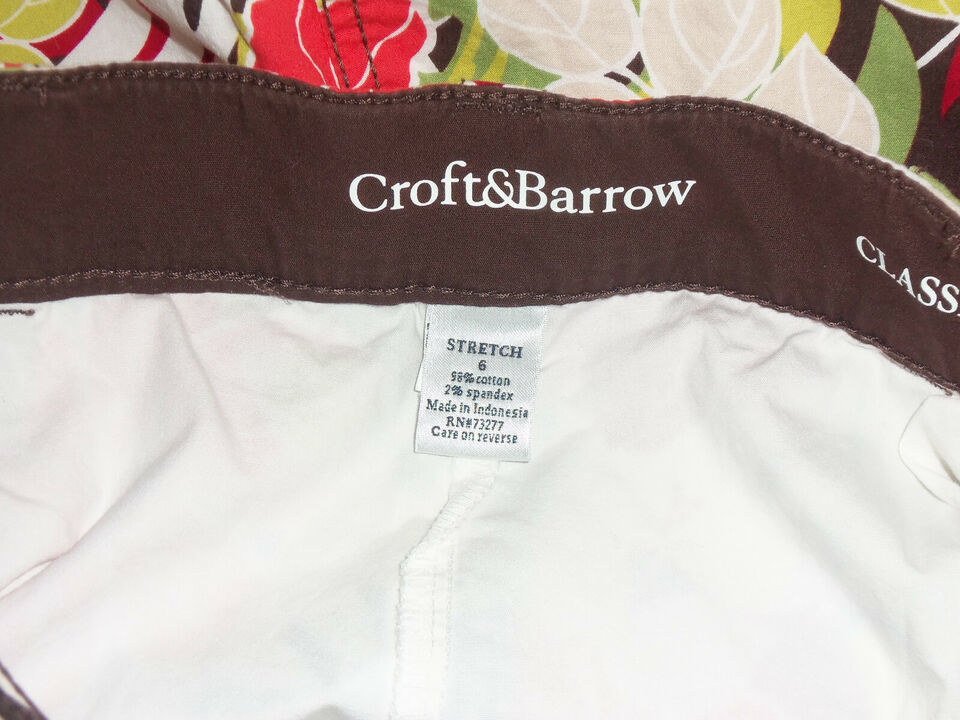 Croft&Barrow
CLASS
STRETCH
6
98% cotton
2% spandex
Made in Indonesia
RN#73277
Care on reverse